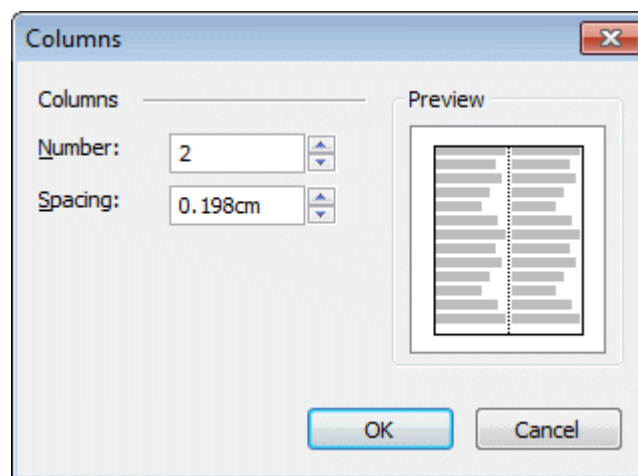 Columns
Columns
Preview
Number:
2
Spacing:
0.198cm
OK
Cancel